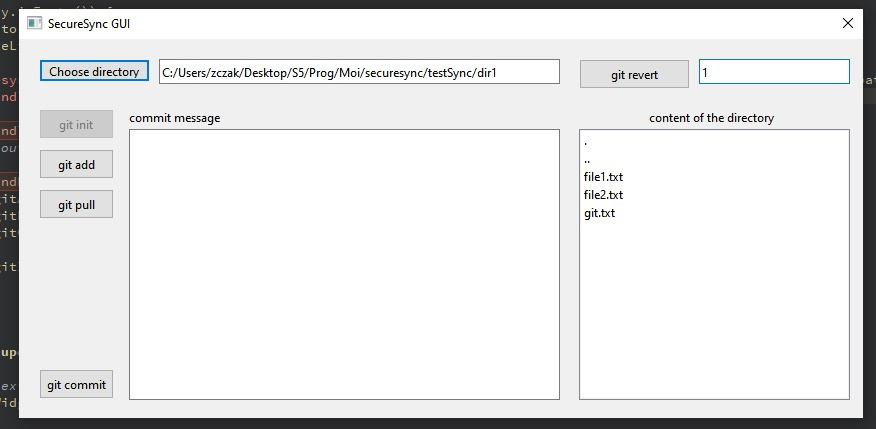 SecureSync GUI
Choose directory
C:/Users/zczak/Desktop/S5/Prog/Moi/securesync/testSync/dir1
git revert
1
git init
commit message
content of the directory
git add
git pull
.
..
file1.txt
file2.txt
git.txt
git commit